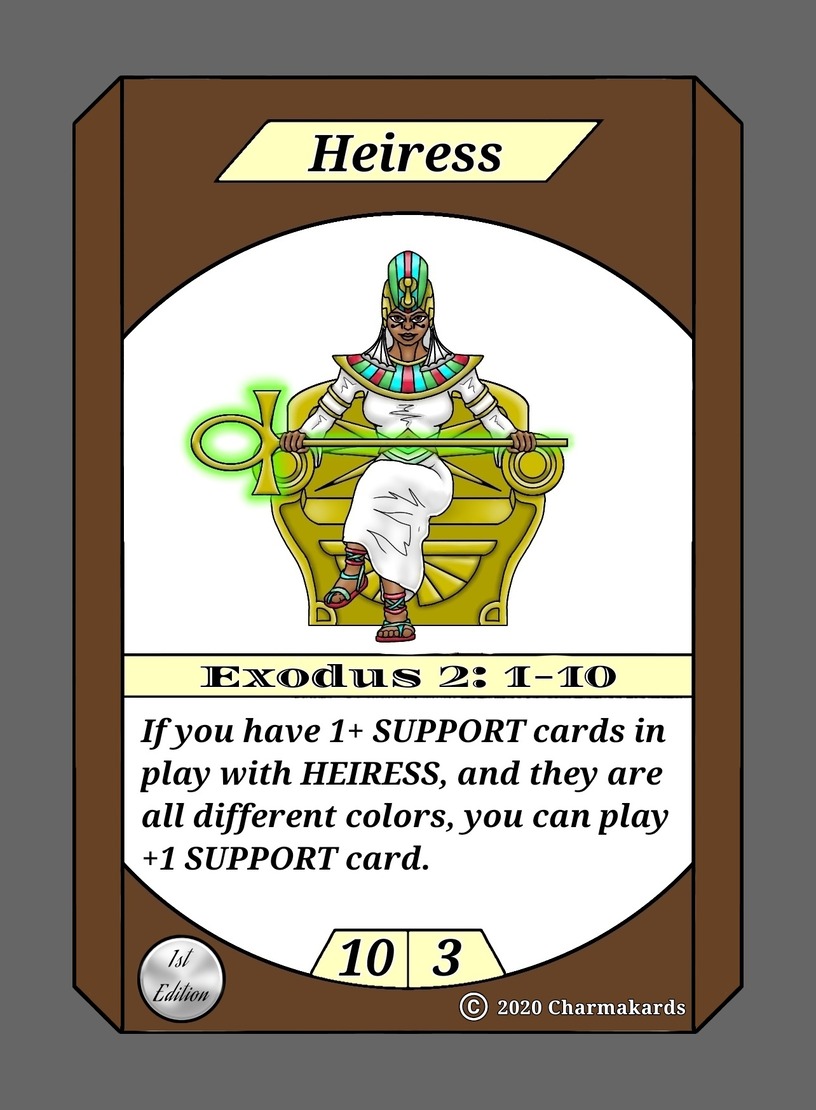 Heiress
Exodus 2: 1-10
If you have 1+ SUPPORT cards in
play with HEIRESS, and they are
all different colors, you can play
+1 SUPPORT card.
10 3
1st
Edition
© 2020 Charmakards